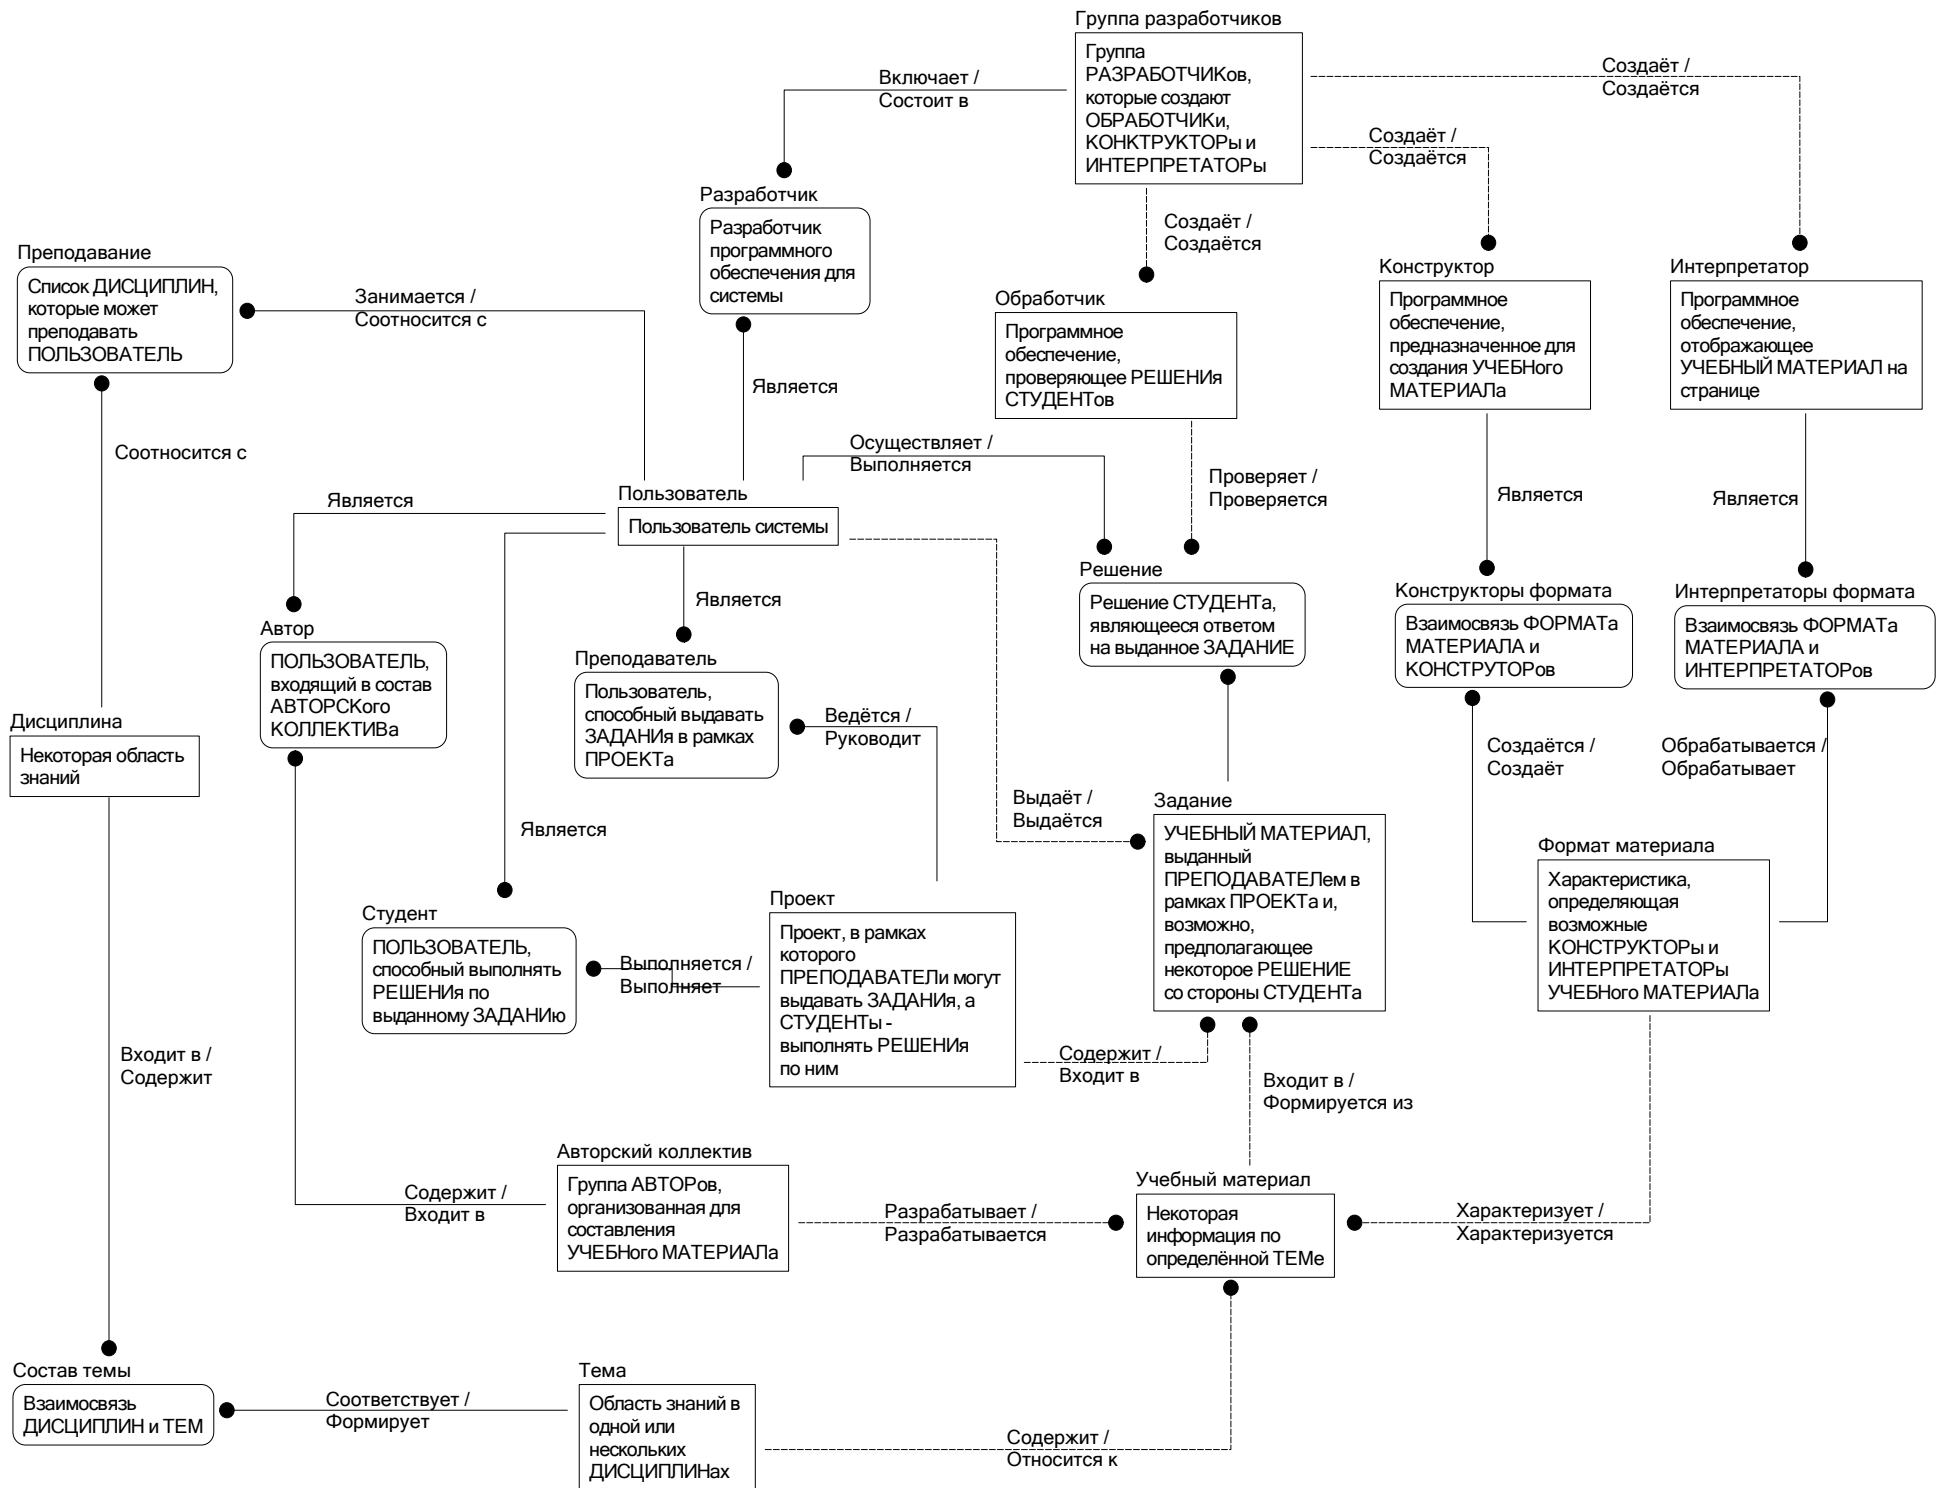 Группа разработчиков
Группа
РАЗРАБОТЧИКов,
которые создают
ОБРАБОТЧИКи,
КОНКТРУКТОРы и
ИНТЕРПРЕТАТОРы
Включает /
Состоит в
Создаёт /
Создаётся
Создаёт /
Создаётся
Создаёт /
Создаётся
Разработчик
Разработчик
программного
обеспечения для
системы
Преподавание
Список ДИСЦИПЛИН,
которые может
преподавать
ПОЛЬЗОВАТЕЛЬ
Занимается /
Соотносится с
Является
Обработчик
Программное
обеспечение,
проверяющее РЕШЕНИя
СТУДЕНТов
Конструктор
Программное
обеспечение,
предназначенное для
создания УЧЕБНого
МАТЕРИАЛа
Интерпретатор
Программное
обеспечение,
отображающее
УЧЕБНЫЙ МАТЕРИАЛ на
странице
Соотносится с
Является
Осуществляет /
Выполняется
Проверяет /
Проверяется
Является
Является
Пользователь
Пользователь системы
Является
Решение
Решение СТУДЕНТа,
являющееся ответом
на выданное ЗАДАНИЕ
Конструкторы формата
Взаимосвязь ФОРМАТа
МАТЕРИАЛА и
КОНСТРУТОРов
Интерпретаторы формата
Взаимосвязь ФОРМАТа
МАТЕРИАЛА и
ИНТЕРПРЕТАТОРов
Автор
ПОЛЬЗОВАТЕЛЬ,
входящий в состав
АВТОРСКого
КОЛЛЕКТИВа
Преподаватель
Пользователь,
способный выдавать
ЗАДАНИя в рамках
ПРОЕКТа
Ведётся /
Руководит
Дисциплина
Некоторая область
знаний
Создаётся /
Создаёт
Обрабатывается /
Обрабатывает
Является
Выдаёт /
Выдаётся
Задание
УЧЕБНЫЙ МАТЕРИАЛ,
выданный
ПРЕПОДАВАТЕЛем в
рамках ПРОЕКТа и,
возможно,
предполагающее
некоторое РЕШЕНИЕ
со стороны СТУДЕНТа
Формат материала
Характеристика,
определяющая
возможные
КОНСТРУКТОРы и
ИНТЕРПРЕТАТОРы
УЧЕБНого МАТЕРИАЛа
Студент
ПОЛЬЗОВАТЕЛЬ,
способный выполнять
РЕШЕНИя по
выданному ЗАДАНИю
Выполняется /
Выполняет
Проект
Проект, в рамках
которого
ПРЕПОДАВАТЕЛи могут
выдавать ЗАДАНИя, а
СТУДЕНТы -
выполнять РЕШЕНИя
по ним
Входит в /
Содержит
Содержит /
Входит в
Входит в /
Формируется из
Авторский коллектив
Группа АВТОРов,
организованная для
составления
УЧЕБНого МАТЕРИАЛа
Содержит /
Входит в
Разрабатывает /
Разрабатывается
Учебный материал
Некоторая
информация по
определённой ТЕМе
Характеризует /
Характеризуется
Состав темы
Взаимосвязь
ДИСЦИПЛИН и ТЕМ
Соответствует /
Формирует
Тема
Область знаний в
одной или
нескольких
ДИСЦИПЛИНах
Содержит /
Относится к